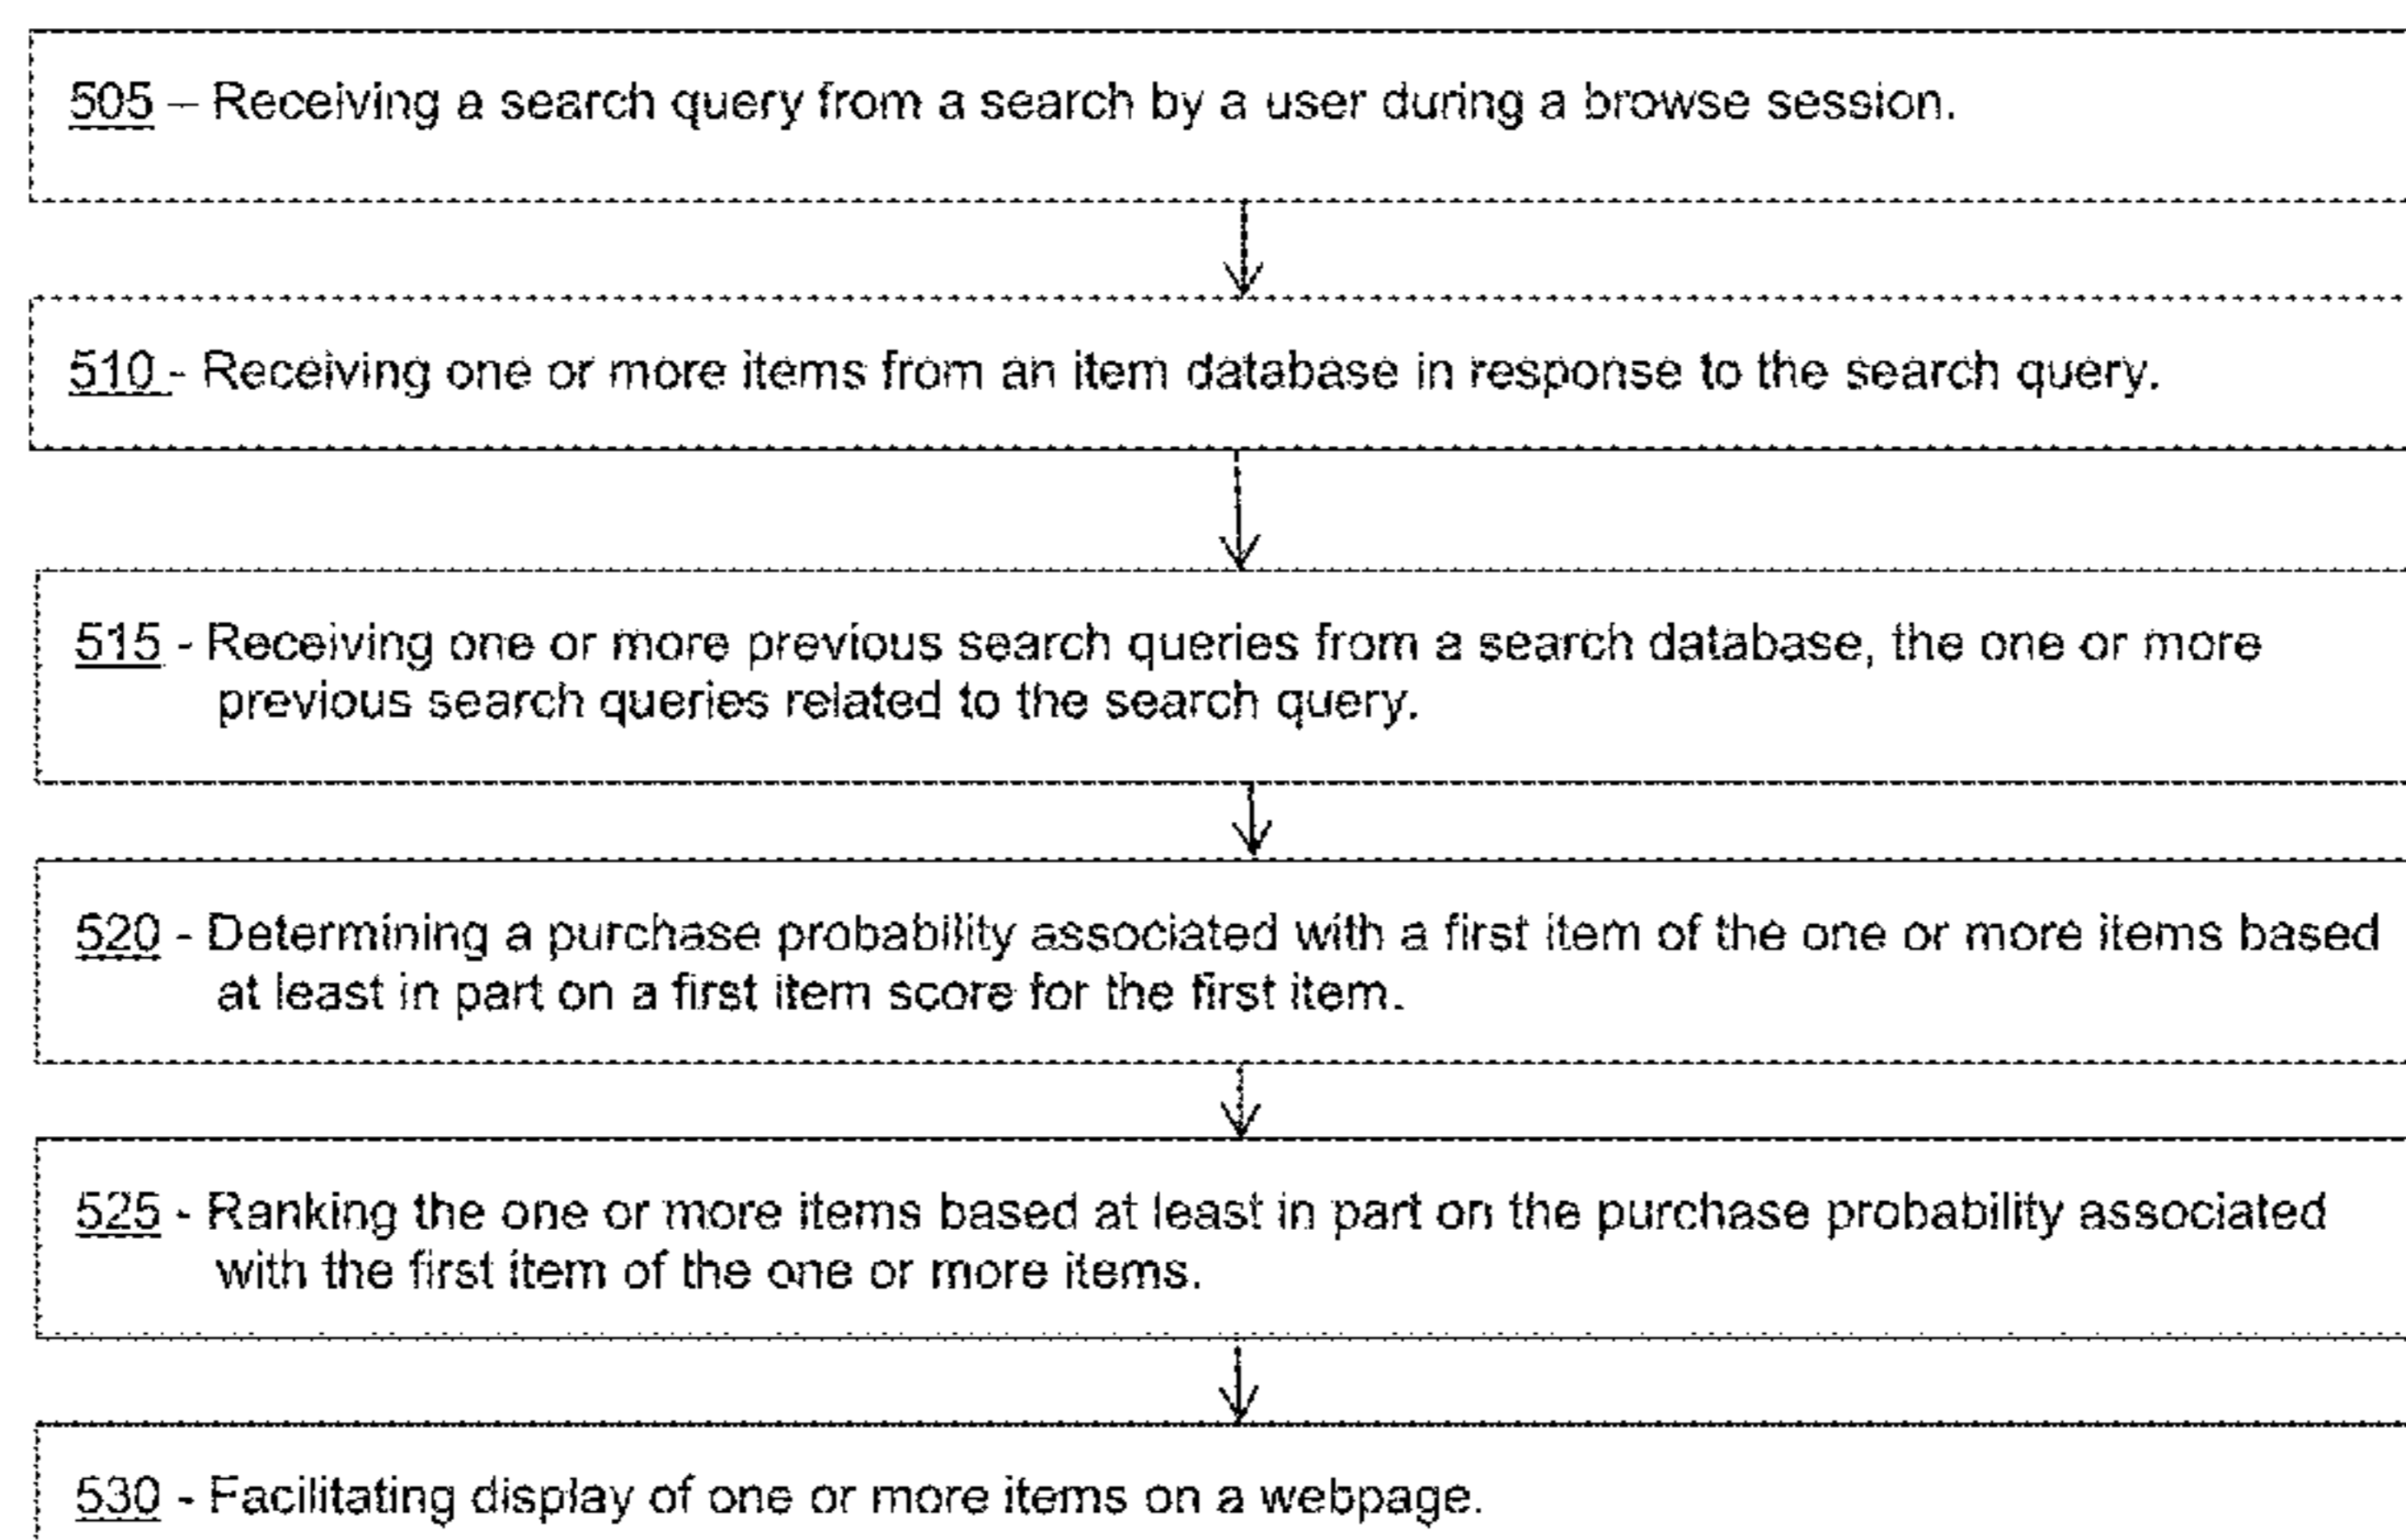 505 – Receiving a search query from a search by a user during a browse session.
510 - Receiving one or more items from an item database in response to the search query.
515 - Receiving one or more previous search queries from a search database, the one or more
previous search queries related to the search query.
520 - Determining a purchase probability associated with a first item of the one or more items based
at least in part on a first item score for the first item.
525 - Ranking the one or more items based at least in part on the purchase probability associated
with the first item of the one or more items.
530 - Facilitating display of one or more items on a webpage.